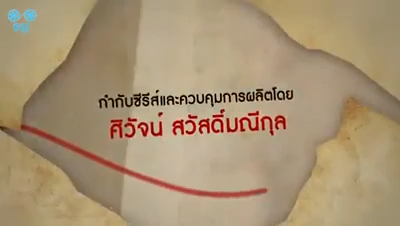 กำกับซีรีส์และควบคุมการผลิตโดย
ศิวัจน์ สวัสดิ์มณีกุล